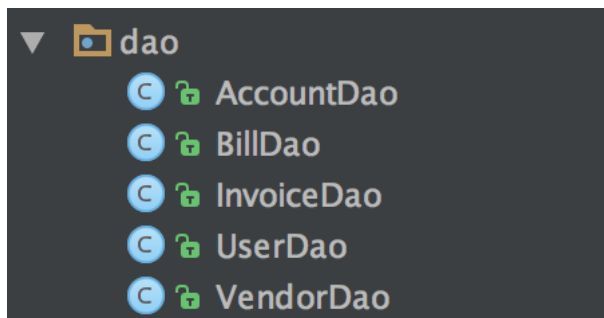 dao
C AccountDao
C BillDao
C InvoiceDao
C UserDao
C VendorDao